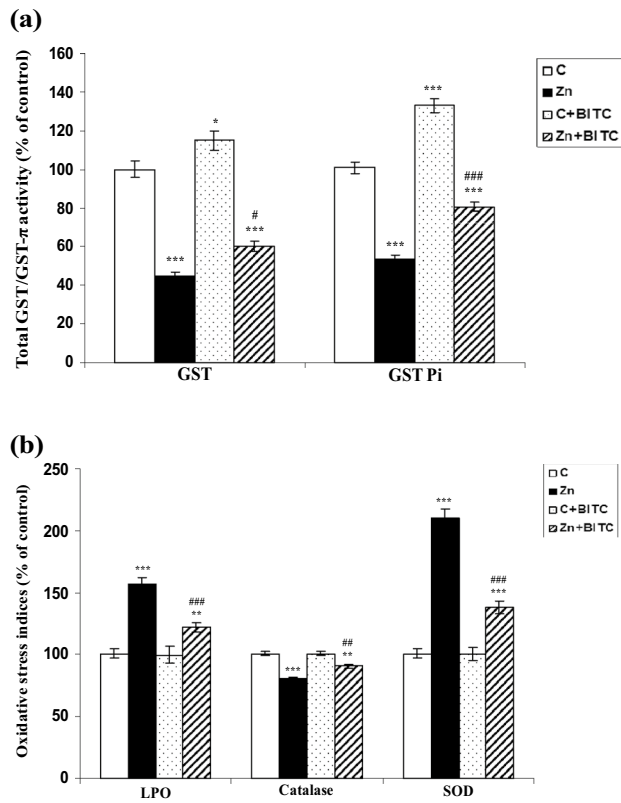 (a)
Total GST/GST-π activity (% of control)
160
140
120
100
80
60
40
20
0
***
*
***
#
***
***
###
***
GST
GST Pi
C
Zn
C+BITC
Zn+BITC
(b)
Oxidative stress indices (% of control)
250
200
150
100
50
0
***
###
**
***
##
**
***
###
***
LPO
Catalase
SOD
C
Zn
C+BITC
Zn+BITC